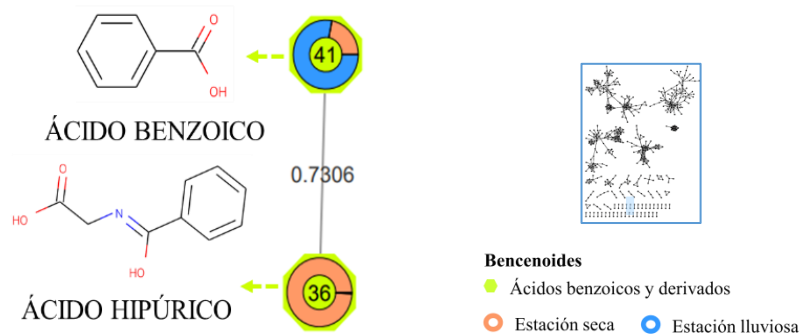 O
OH
41
ÁCIDO BENZOICO
0.7306
O
HO
N
HO
36
ÁCIDO HIPÚRICO
Bencenoides
Ácidos benzoicos y derivados
Estación seca Estación lluviosa